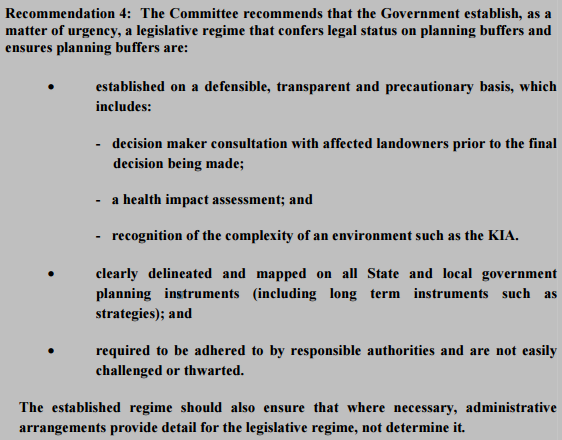 Recommendation 4: The Committee recommends that the Government establish, as a
matter of urgency, a legislative regime that confers legal status on planning buffers and
ensures planning buffers are:
• established on a defensible, transparent and precautionary basis, which
includes:
- decision maker consultation with affected landowners prior to the final
decision being made;
- a health impact assessment; and
- recognition of the complexity of an environment such as the KIA.
• clearly delineated and mapped on all State and local government
planning instruments (including long term instruments such as
strategies); and
• required to be adhered to by responsible authorities and are not easily
challenged or thwarted.
The established regime should also ensure that where necessary, administrative
arrangements provide detail for the legislative regime, not determine it.